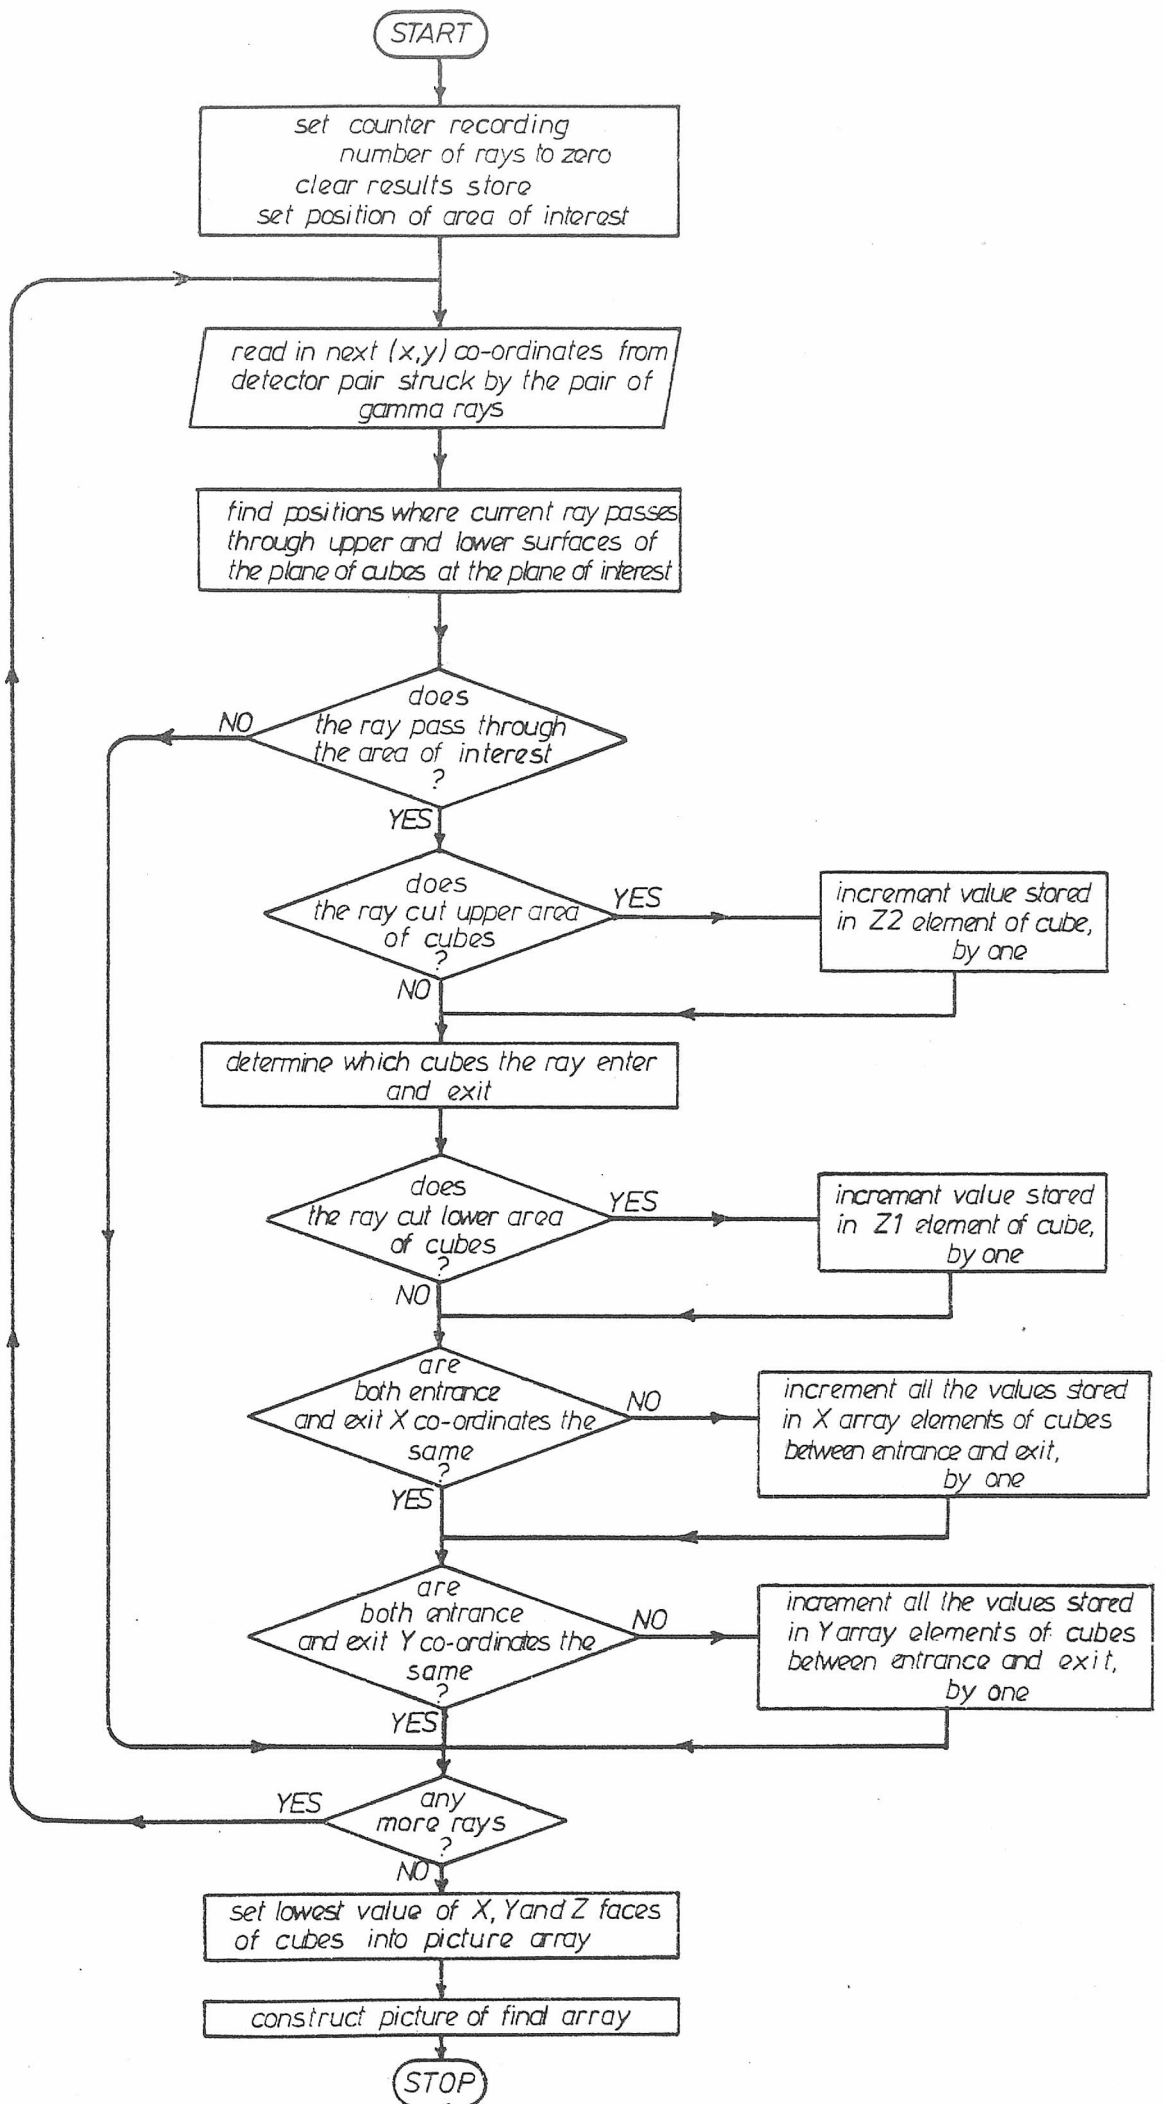 START
set counter recording
number of rays to zero
clear results store
set position of area of interest
read in next (x,y) co-ordinates from
detector pair struck by the pair of
gamma rays
find positions where current ray passes
through upper and lower surfaces of
the plane of cubes at the plane of interest
does
the ray pass through
the area of interest
?
NO
YES
does
the ray cut upper area
of cubes
?
YES
increment value stored
in Z2 element of cube,
by one
NO
determine which cubes the ray enter
and exit
does
the ray cut lower area
of cubes
?
YES
increment value stored
in Z1 element of cube,
by one
NO
are
both entrance
and exit X co-ordinates the
same
?
NO
increment all the values stored
in X array elements of cubes
between entrance and exit,
by one
YES
are
both entrance
and exit Y co-ordinates the
same
?
NO
increment all the values stored
in Y array elements of cubes
between entrance and exit,
by one
YES
any
more rays
?
YES
NO
set lowest value of X, Y and Z faces
of cubes into picture array
construct picture of final array
STOP